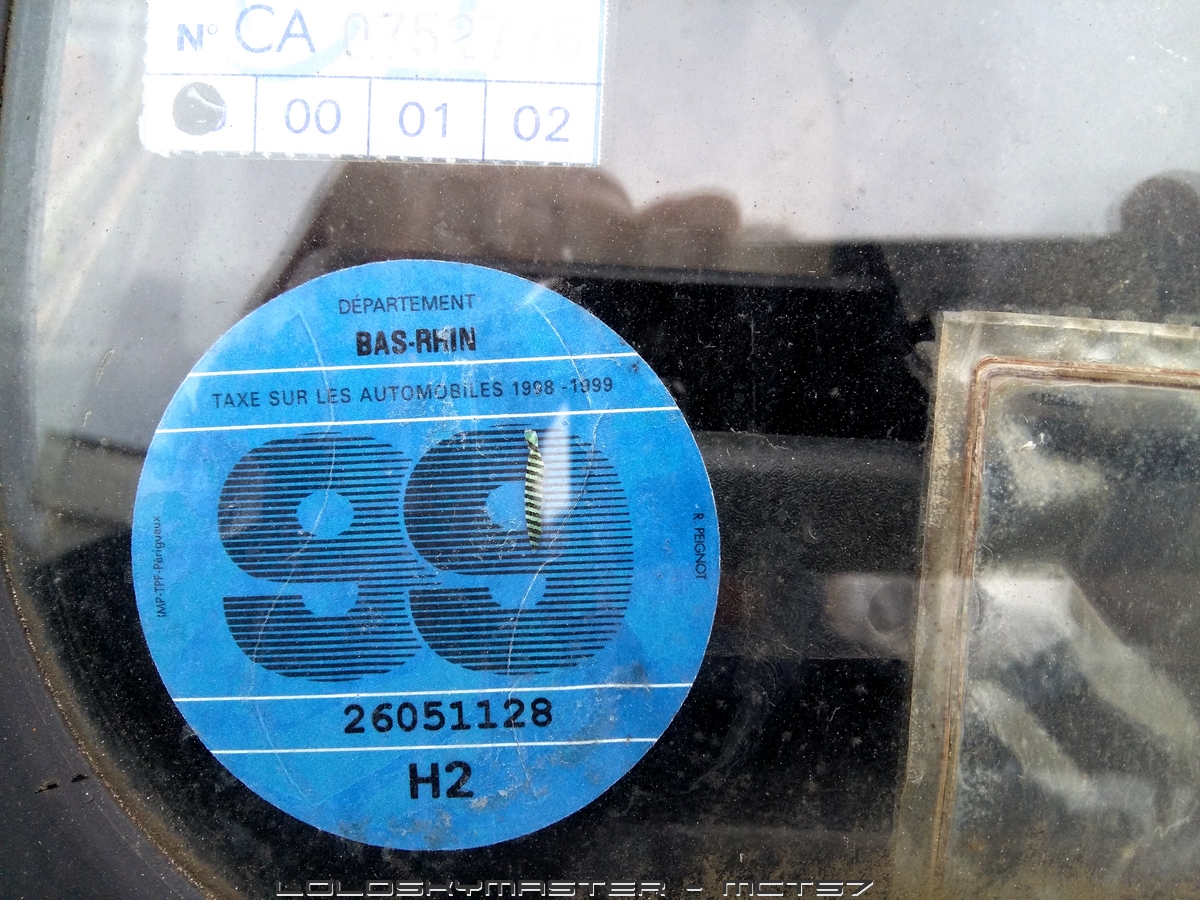 N° CA
00 01 02
DÉPARTEMENT
BAS-RHIN
TAXE SUR LES AUTOMOBILES 1998 -1999
99
IMP-TPF-Périgueux
R. PEIGNOT
26051128
H2
LOLOSKYMASTER - MCT57